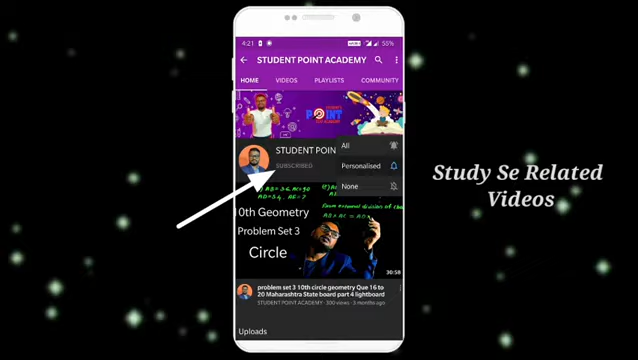 4:21
55%
STUDENT POINT ACADEMY
HOME VIDEOS PLAYLISTS COMMUNITY
STUDENT'S
POINT
STUDENT POIN
SUBSCRIBED
All
Personalised
None
10th Geometry
Problem Set 3
Circle
30:58
problem set 3 10th circle geometry Que 16 to
20 Maharashtra State board part 4 lightboard
STUDENT POINT ACADEMY · 300 views · 3 months ago
Uploads
Study Se Related
Videos